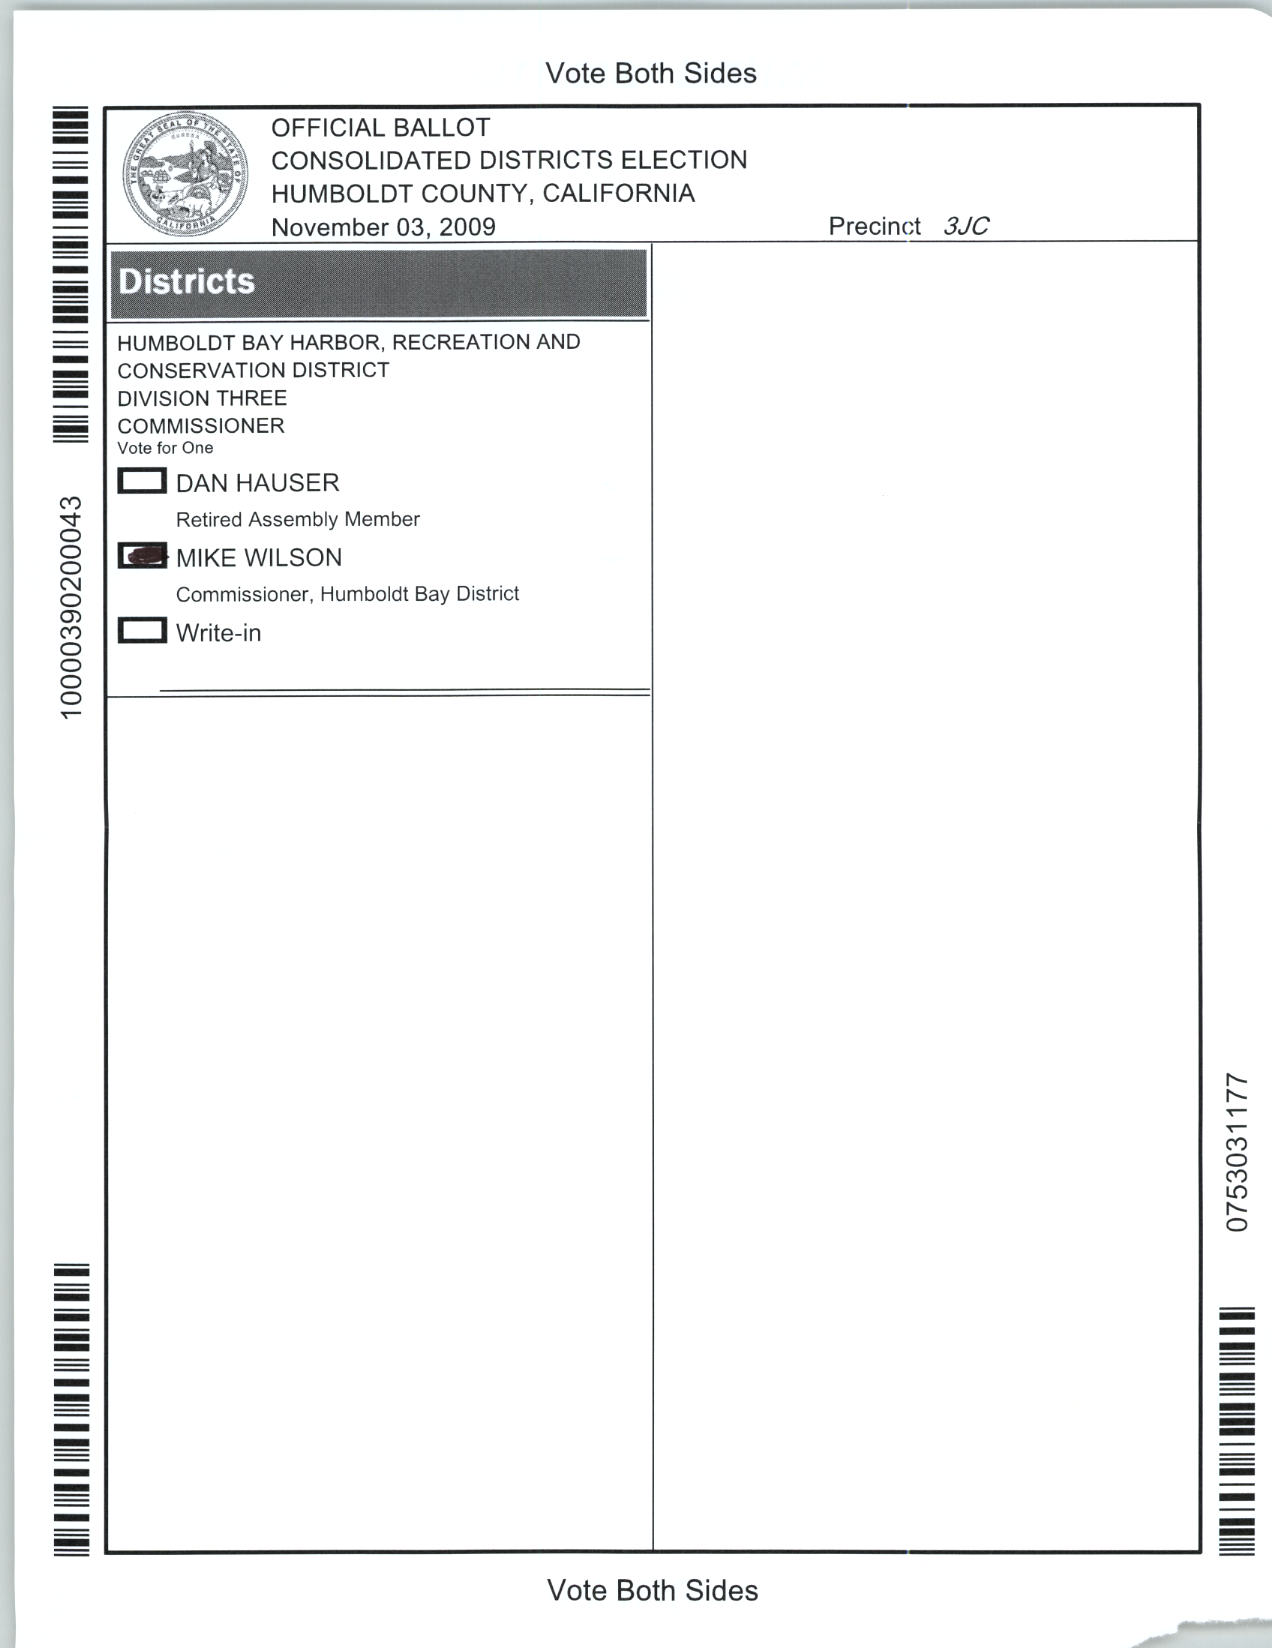 Vote Both Sides
THE GREAT SEAL OF THE STATE OF CALIFORNIA
EUREKA
OFFICIAL BALLOT
CONSOLIDATED DISTRICTS ELECTION
HUMBOLDT COUNTY, CALIFORNIA
November 03, 2009
Precinct 3JC
Districts
HUMBOLDT BAY HARBOR, RECREATION AND
CONSERVATION DISTRICT
DIVISION THREE
COMMISSIONER
Vote for One
DAN HAUSER
Retired Assembly Member
MIKE WILSON
Commissioner, Humboldt Bay District
Write-in
10000390200043
0753031177
Vote Both Sides